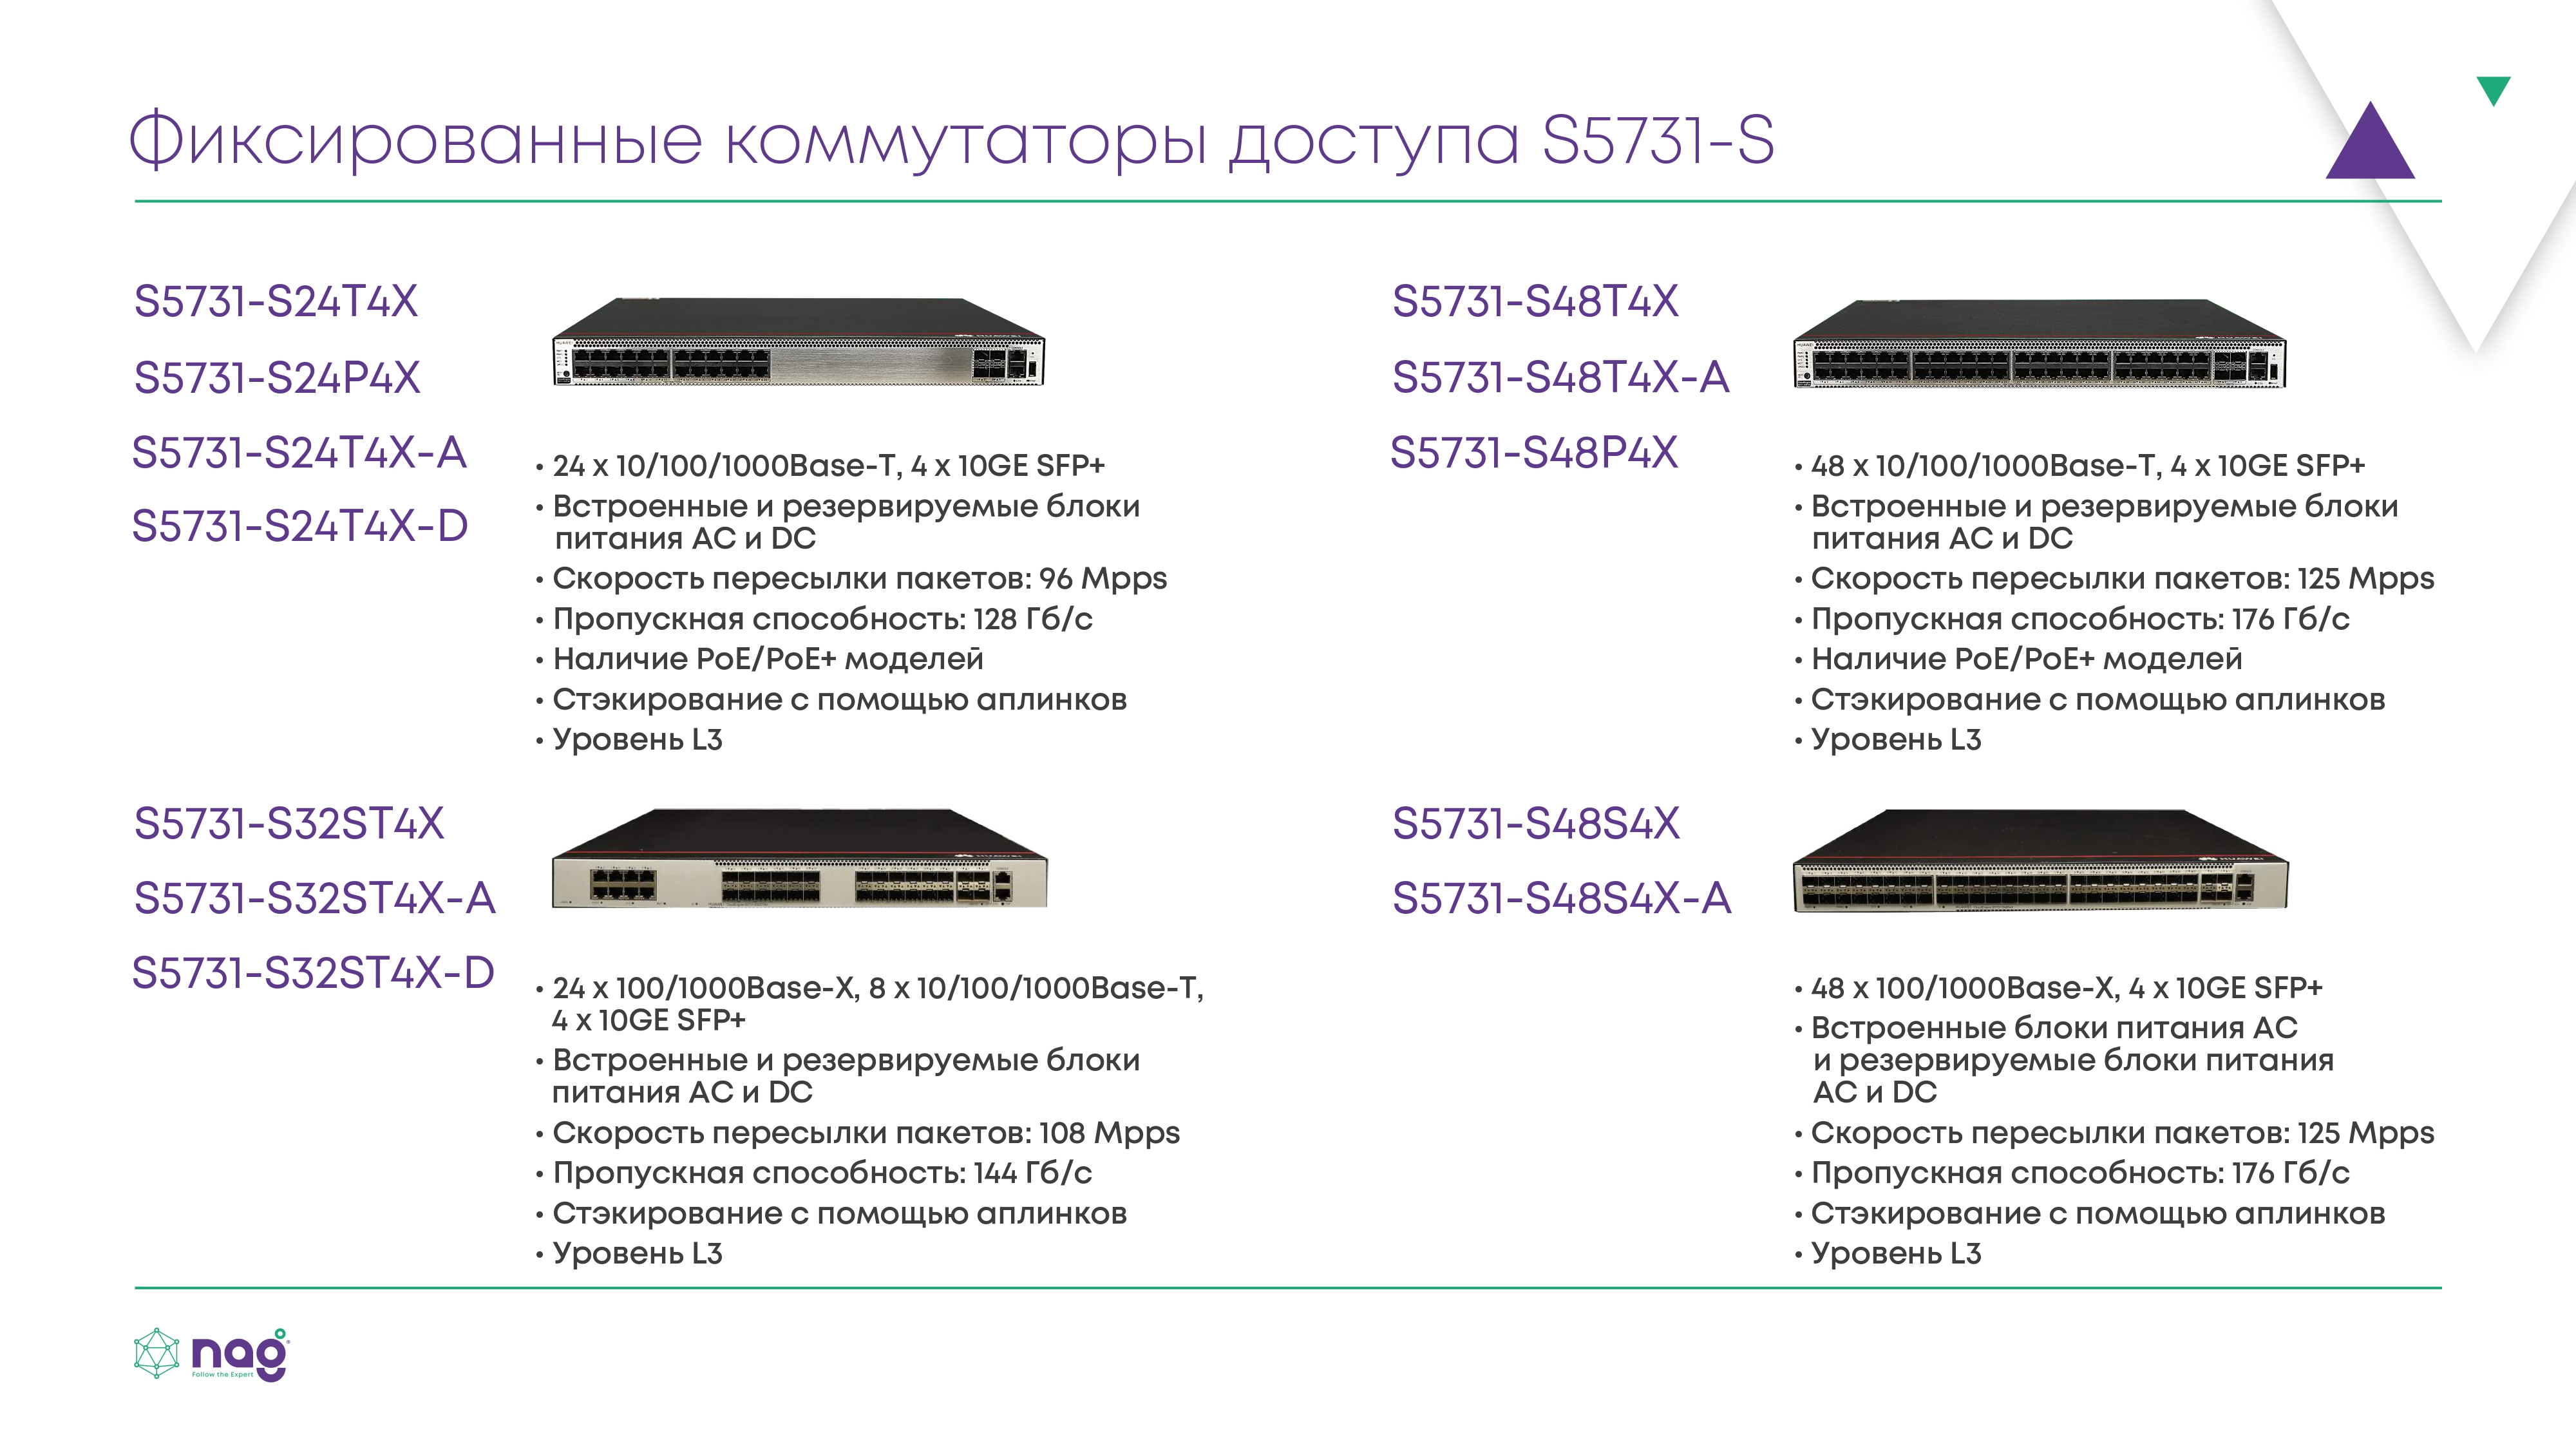 Фиксированные коммутаторы доступа S5731-S
S5731-S24T4X
S5731-S24P4X
S5731-S24T4X-A
S5731-S24T4X-D
• 24 x 10/100/1000Base-T, 4 x 10GE SFP+
• Встроенные и резервируемые блоки
питания AC и DC
• Скорость пересылки пакетов: 96 Mpps
• Пропускная способность: 128 Гб/с
• Наличие PoE/PoE+ моделей
• Стэкирование с помощью аплинков
• Уровень L3
S5731-S48T4X
S5731-S48T4X-A
S5731-S48P4X
• 48 x 10/100/1000Base-T, 4 x 10GE SFP+
• Встроенные и резервируемые блоки
питания AC и DC
• Скорость пересылки пакетов: 125 Mpps
• Пропускная способность: 176 Гб/с
• Наличие PoE/PoE+ моделей
• Стэкирование с помощью аплинков
• Уровень L3
S5731-S32ST4X
S5731-S32ST4X-A
S5731-S32ST4X-D
• 24 x 100/1000Base-X, 8 x 10/100/1000Base-T,
4 x 10GE SFP+
• Встроенные и резервируемые блоки
питания AC и DC
• Скорость пересылки пакетов: 108 Mpps
• Пропускная способность: 144 Гб/с
• Стэкирование с помощью аплинков
• Уровень L3
S5731-S48S4X
S5731-S48S4X-A
• 48 x 100/1000Base-X, 4 x 10GE SFP+
• Встроенные блоки питания AC
и резервируемые блоки питания
AC и DC
• Скорость пересылки пакетов: 125 Mpps
• Пропускная способность: 176 Гб/с
• Стэкирование с помощью аплинков
• Уровень L3
nag
Follow the Expert